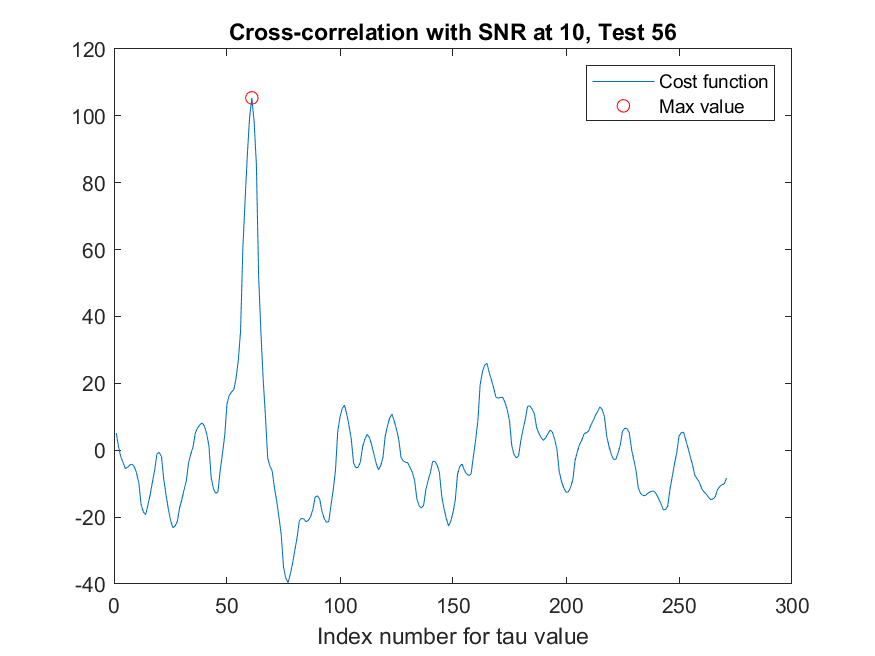 Cross-correlation with SNR at 10, Test 56
120
100
80
60
40
20
0
-20
-40
Cost function
Max value
0 50 100 150 200 250 300
Index number for tau value